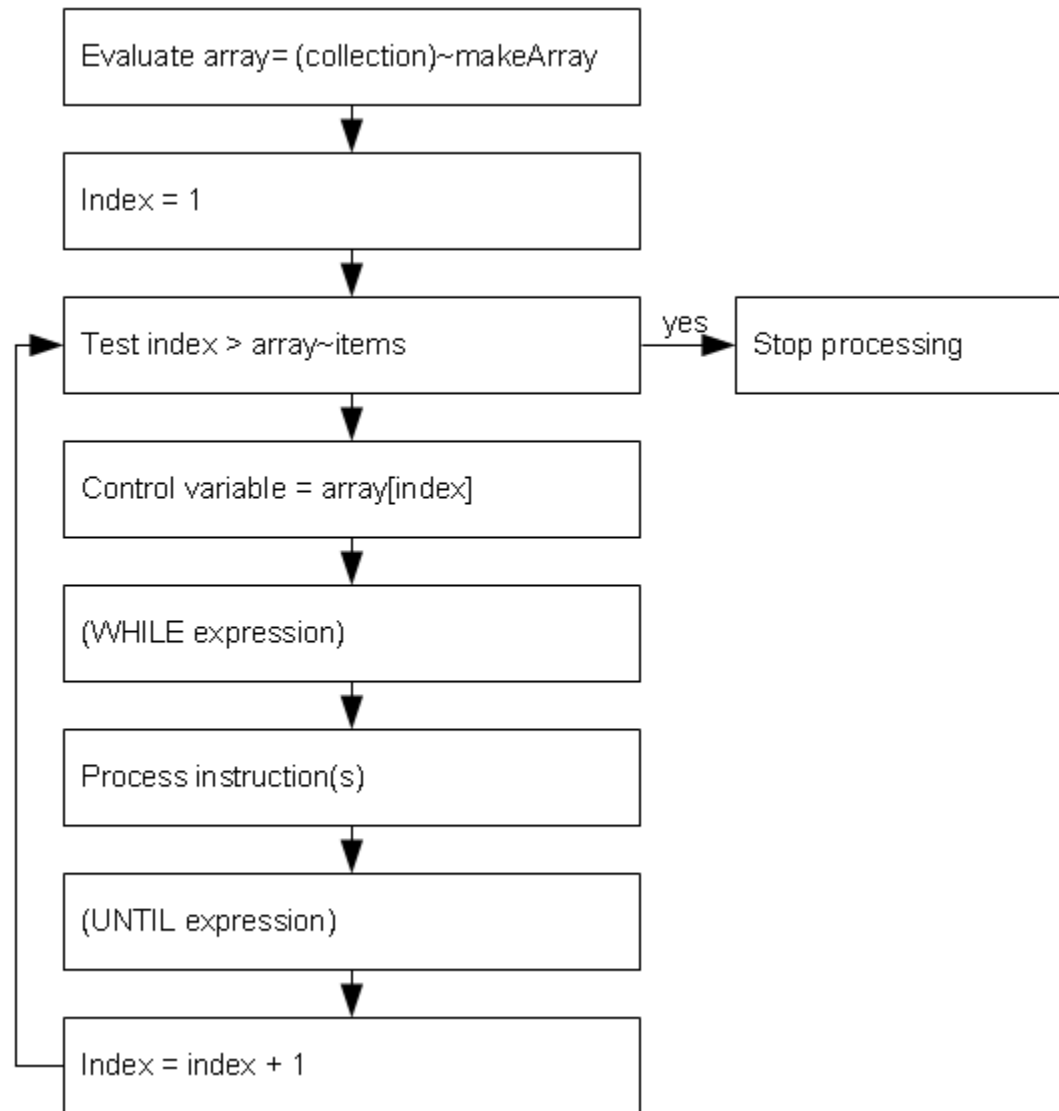 Evaluate array= (collection)~makeArray
Index = 1
Test index > array~items
yes
Stop processing
Control variable = array[index]
(WHILE expression)
Process instruction(s)
(UNTIL expression)
Index = index + 1